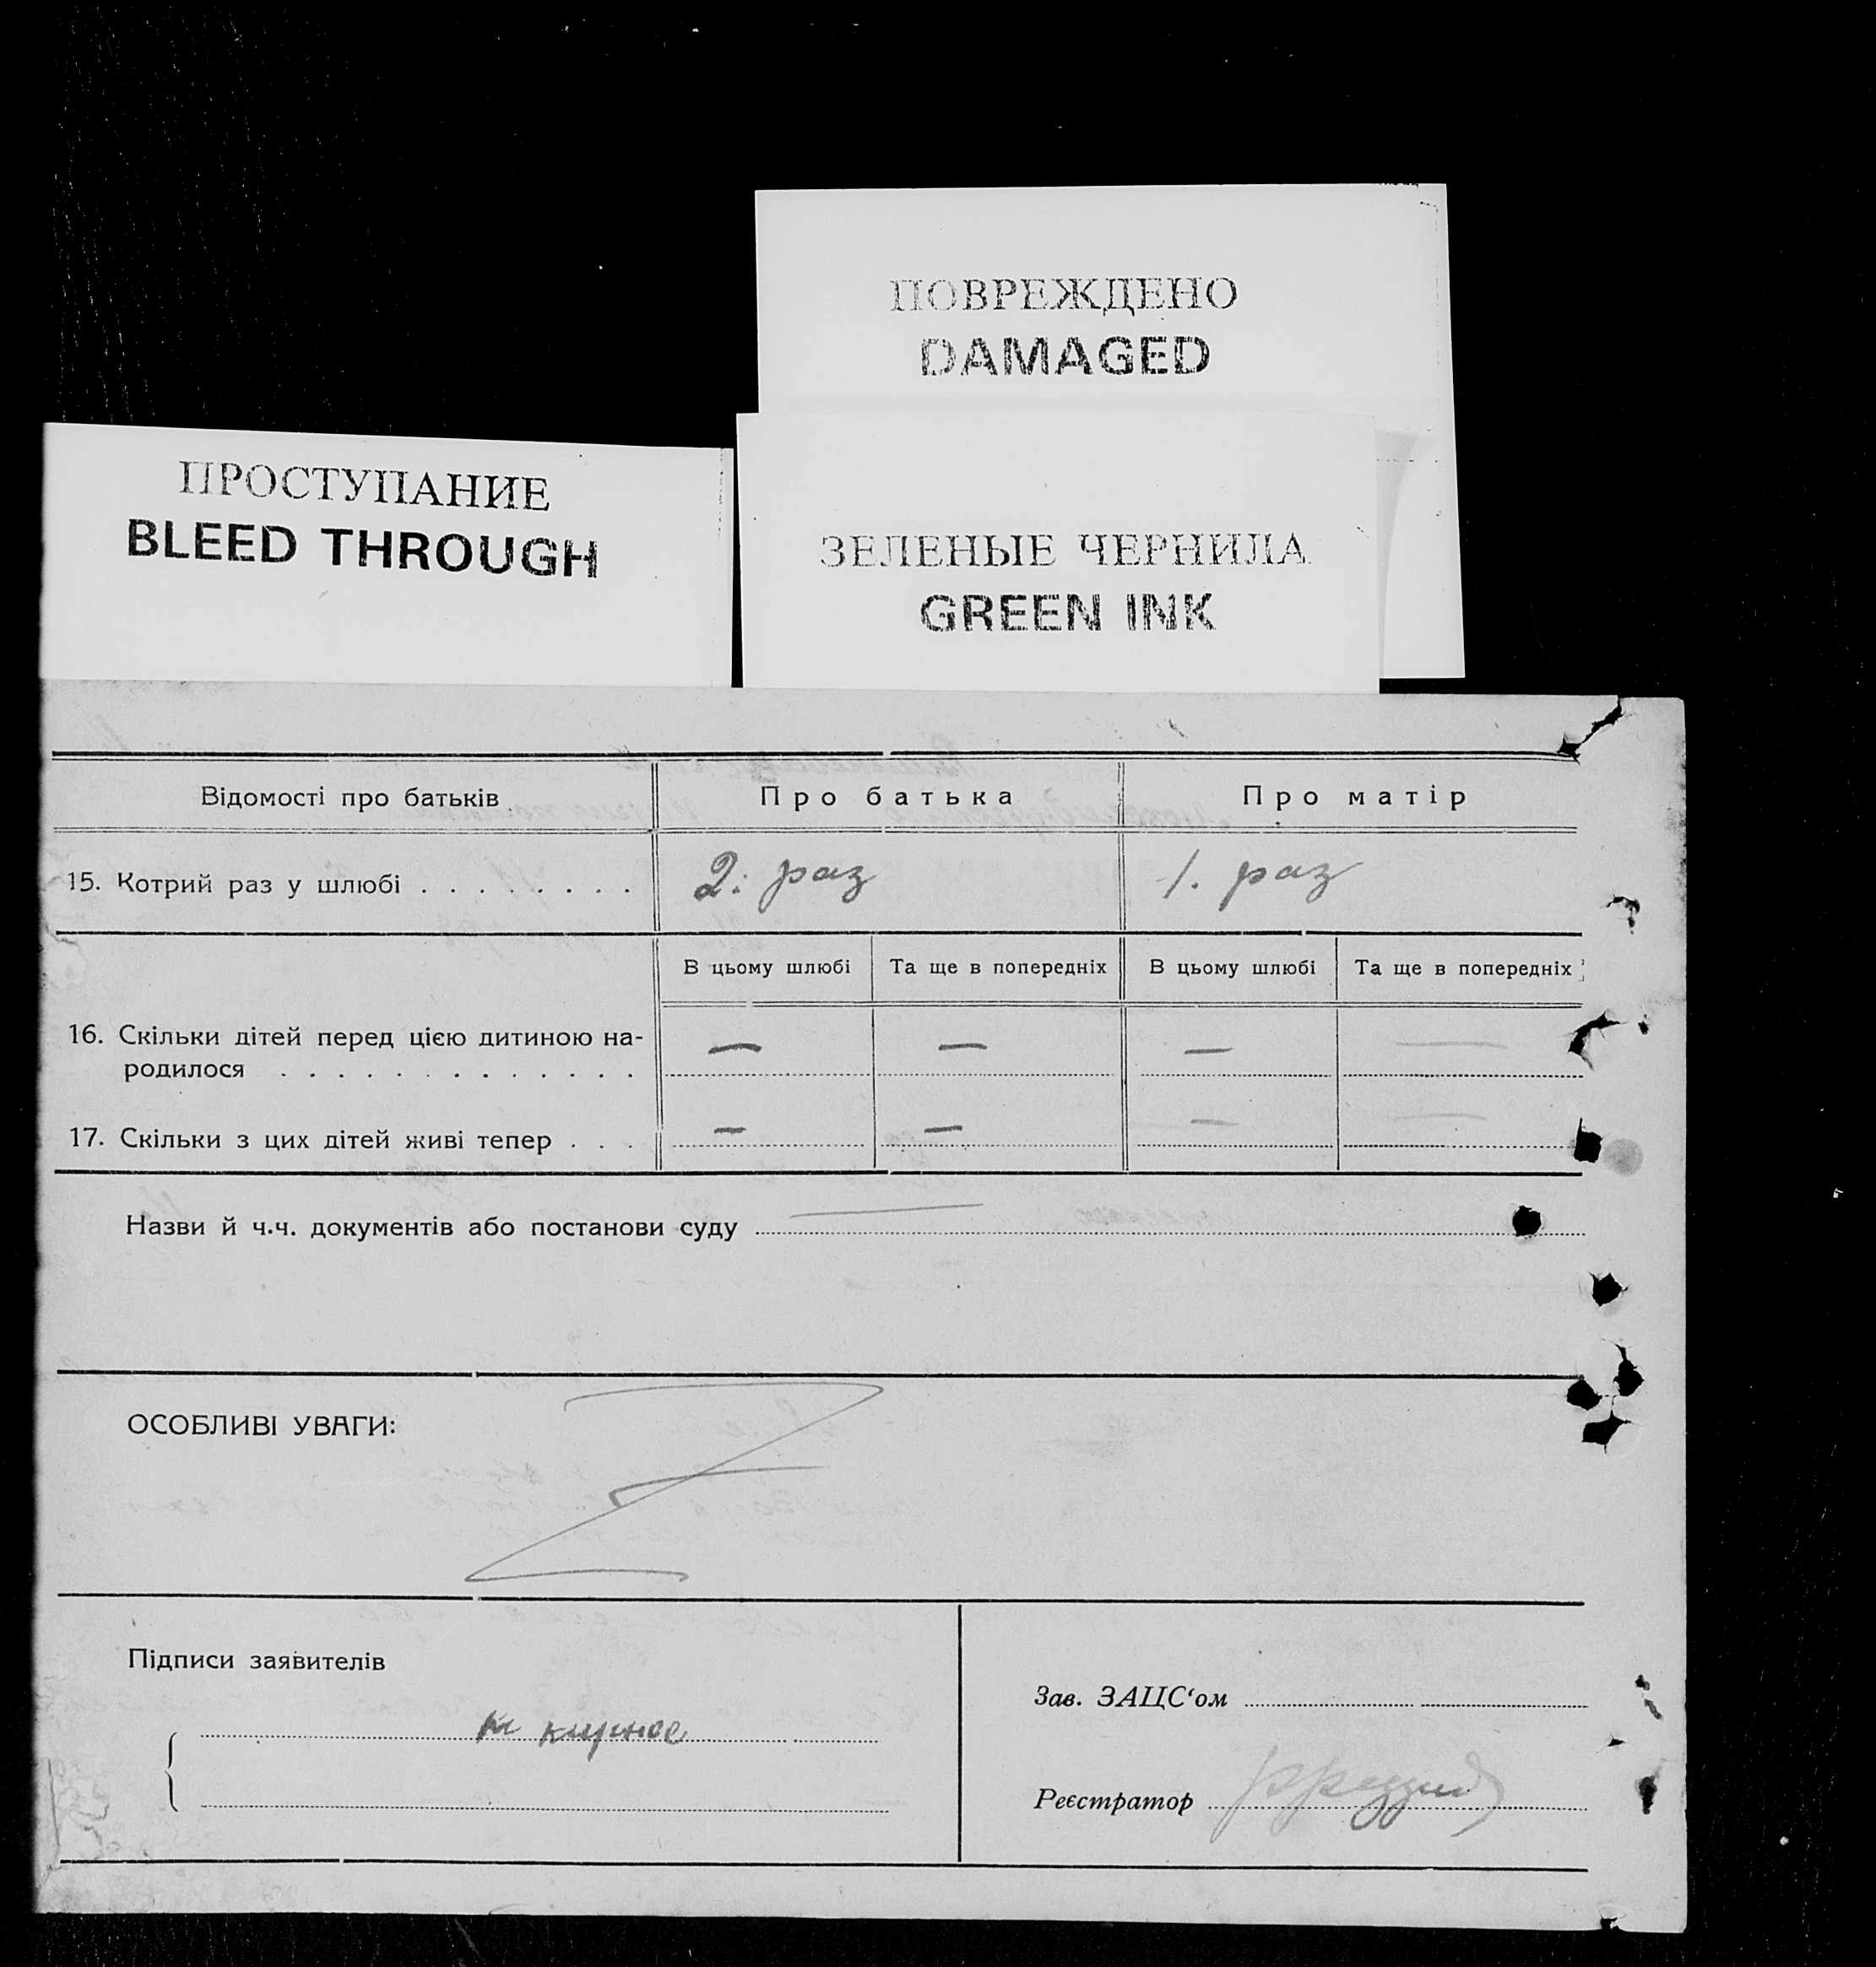 ПОВРЕЖДЕНО
DAMAGED
ПРОСТУПАНИЕ
BLEED THROUGH
ЗЕЛЕНЫЕ ЧЕРНИЛА
GREEN INK
Відомості про батьків
Про батька
Про матір
15. Котрий раз у шлюбі . . . . . . . .
2. раз
1. раз
В цьому шлюбі
Та ще в попередніх
В цьому шлюбі
Та ще в попередніх
16. Скільки дітей перед цією дитиною на-
родилося . . . . . . . . . . . . .
— — — —
17. Скільки з цих дітей живі тепер . . .
— — — —
Назви й ч.ч. документів або постанови суду —
ОСОБЛИВІ УВАГИ:
Підписи заявителів
Зав. ЗАЦС‘ом
м кирнос
Реєстратор